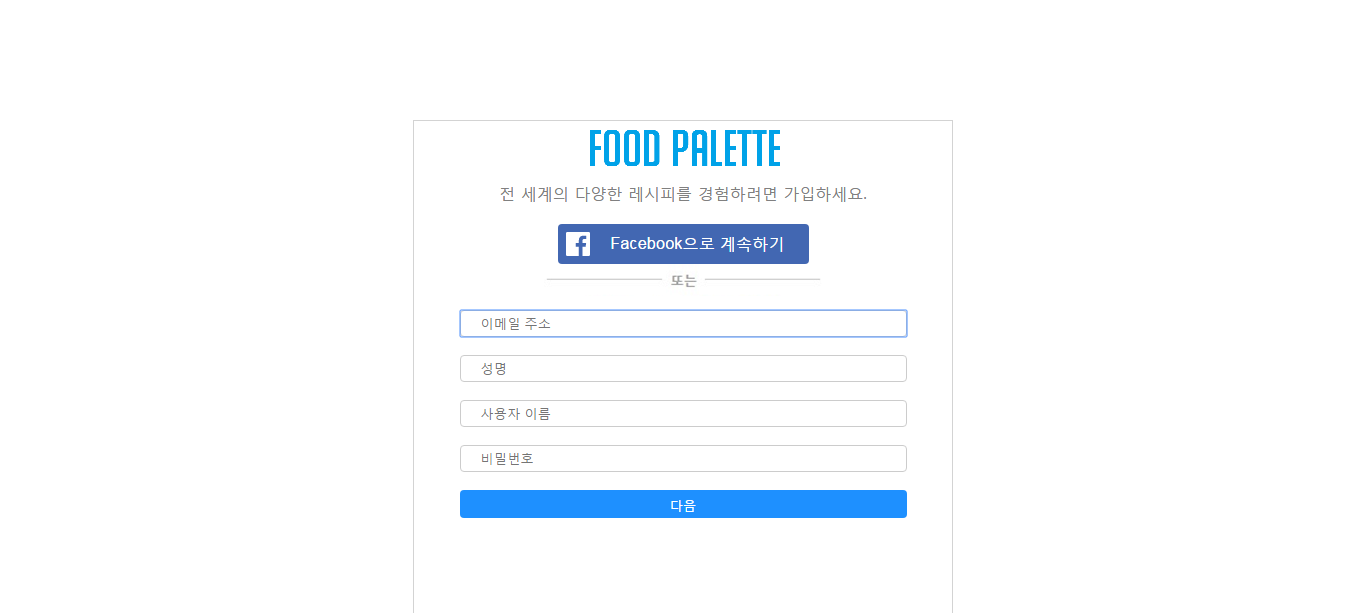 FOOD PALETTE
전 세계의 다양한 레시피를 경험하려면 가입하세요.
Facebook으로 계속하기
또는
이메일 주소
성명
사용자 이름
비밀번호
다음